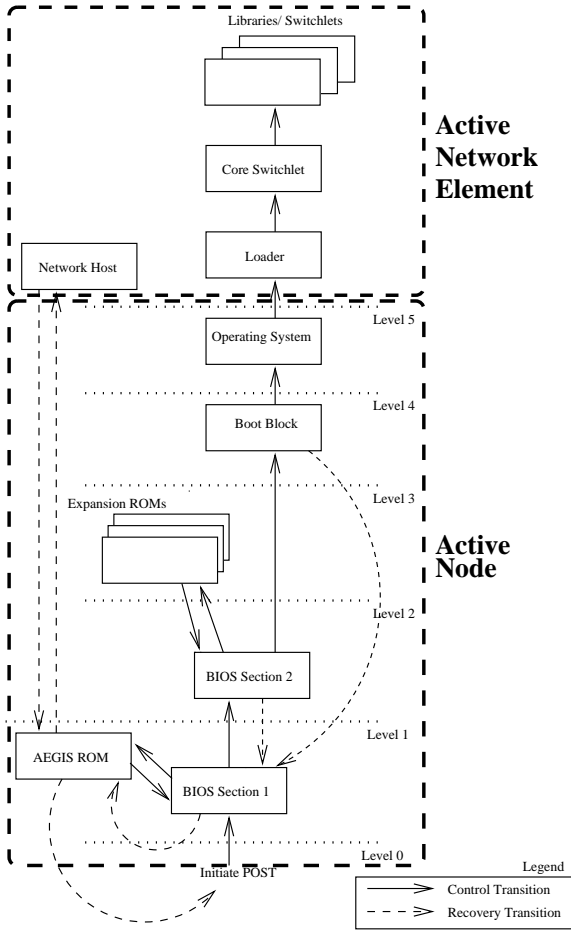 Libraries/ Switchlets
Active
Network
Element
Core Switchlet
Loader
Network Host
Level 5
Operating System
Level 4
Boot Block
Level 3
Expansion ROMs
Active
Node
Level 2
BIOS Section 2
Level 1
AEGIS ROM
BIOS Section 1
Level 0
Initiate POST
Legend
Control Transition
Recovery Transition